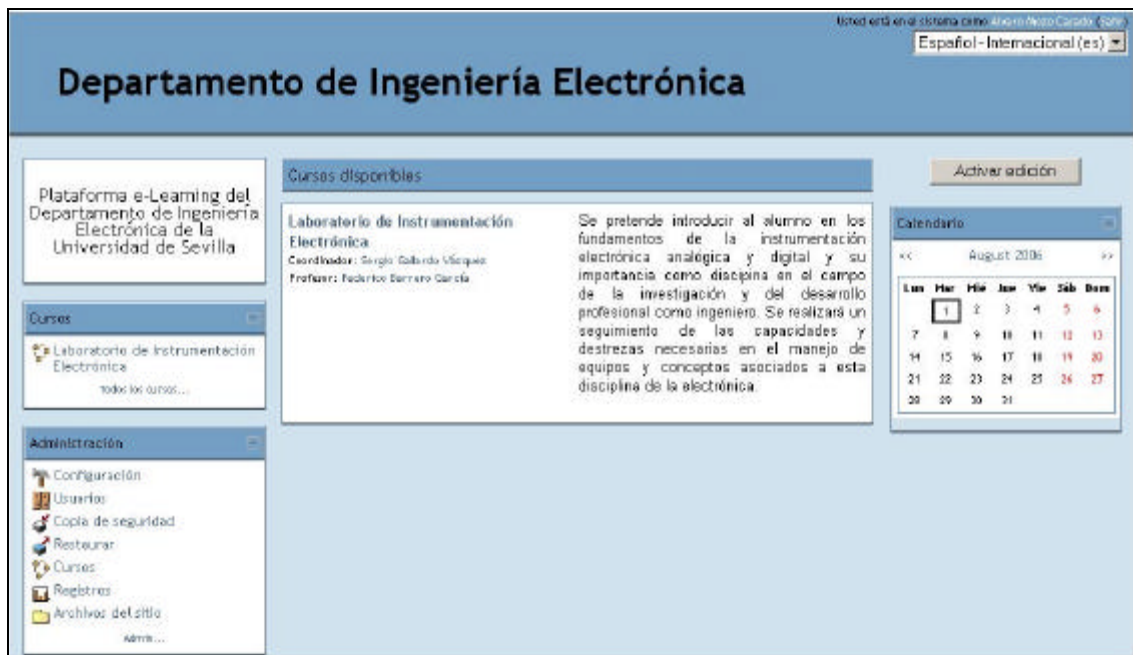 Usted está en el sistema como (Salir)
Español - Internacional (es)
Departamento de Ingeniería Electrónica
Plataforma e-Learning del
Departamento de Ingeniería
Electrónica de la
Universidad de Sevilla
Cursos
Laboratorio de Instrumentación
Electrónica
Todos los cursos...
Administración
Configuración
Usuarios
Copia de seguridad
Restaurar
Cursos
Registros
Archivos del sitio
Admin...
Cursos disponibles
Laboratorio de Instrumentación
Electrónica
Coordinador: Sergio Gallardo Vázquez
Profesor: Federico Barrero García
Se pretende introducir al alumno en los
fundamentos de la instrumentación
electrónica analógica y digital y su
importancia como discipina en el campo
de la investigación y del desarrollo
profesional como ingeniero. Se realizará un
seguimiento de las capacidades y
destrezas necesarias en el manejo de
equipos y conceptos asociados a esta
disciplina de la electrónica.
Activar edición
Calendario
<< August 2006 >>
Lun Mar Mié Jue Vie Sáb Dom
1 2 3 4 5 6
7 8 9 10 11 12 13
14 15 16 17 18 19 20
21 22 23 24 25 26 27
28 29 30 31